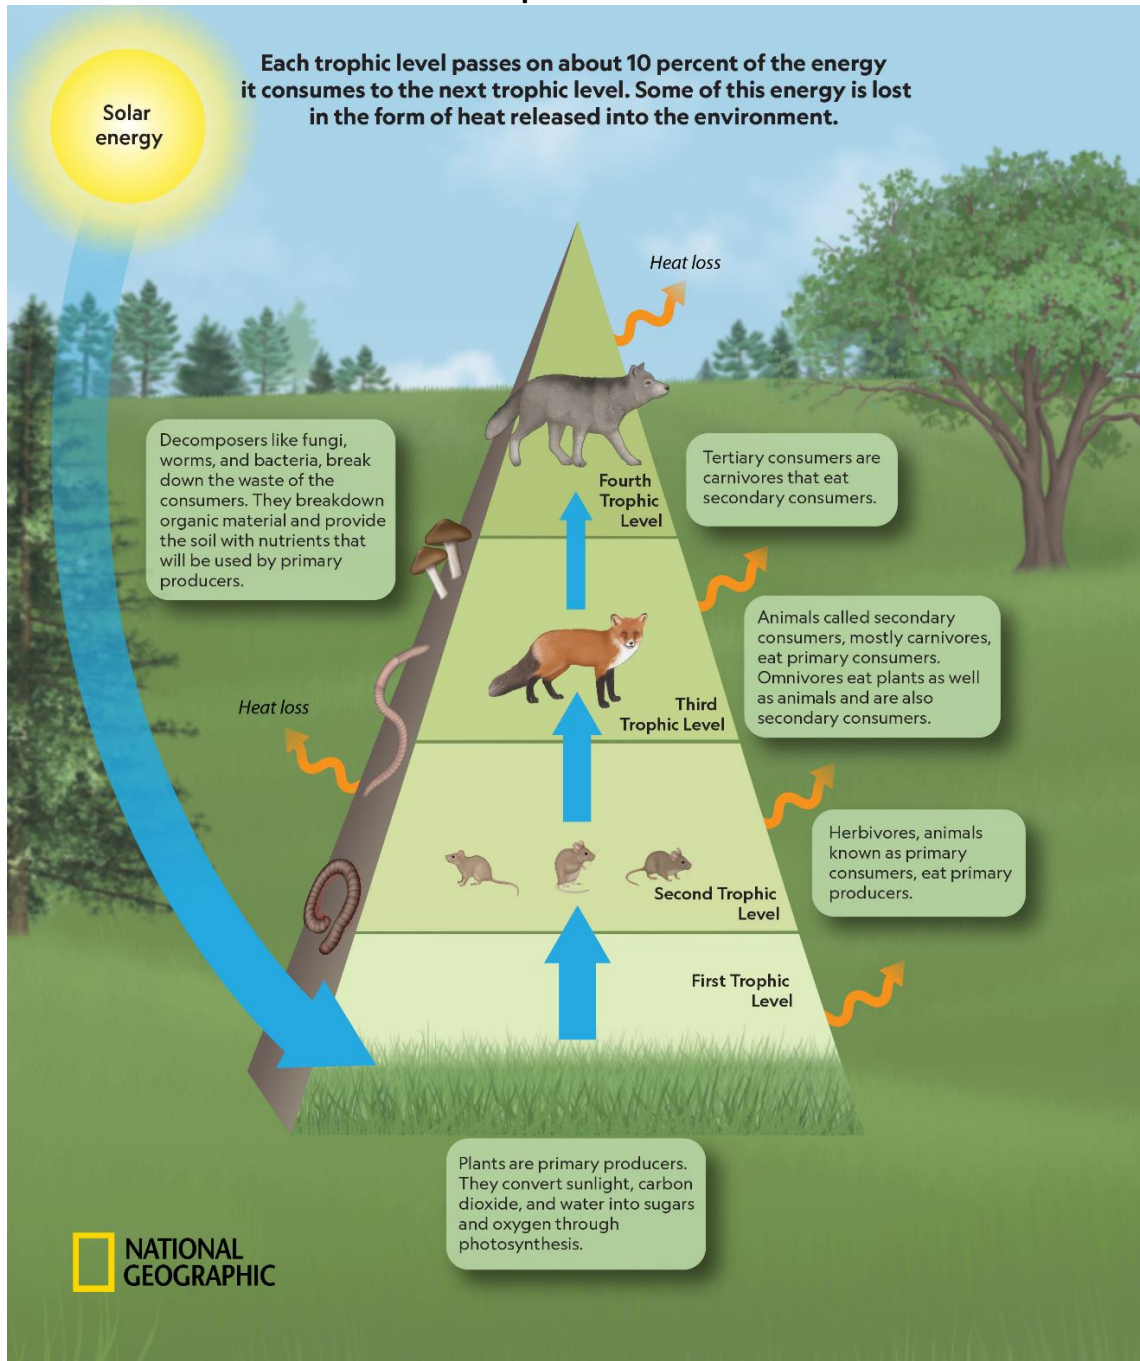 Each trophic level passes on about 10 percent of the energy
it consumes to the next trophic level. Some of this energy is lost
in the form of heat released into the environment.
Solar
energy
Heat loss
Decomposers like fungi,
worms, and bacteria, break
down the waste of the
consumers. They breakdown
organic material and provide
the soil with nutrients that
will be used by primary
producers.
Fourth
Trophic
Level
Tertiary consumers are
carnivores that eat
secondary consumers.
Animals called secondary
consumers, mostly carnivores,
eat primary consumers.
Omnivores eat plants as well
as animals and are also
secondary consumers.
Heat loss
Third
Trophic Level
Herbivores, animals
known as primary
consumers, eat primary
producers.
Second Trophic
Level
First Trophic
Level
Plants are primary producers.
They convert sunlight, carbon
dioxide, and water into sugars
and oxygen through
photosynthesis.
NATIONAL
GEOGRAPHIC